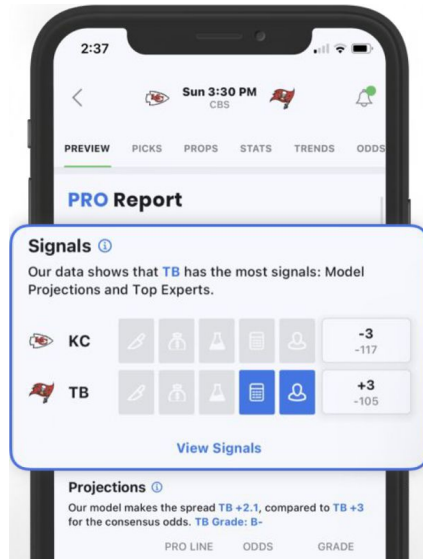 2:37
Sun 3:30 PM
CBS
PREVIEW PICKS PROPS STATS TRENDS ODDS
PRO Report
Signals
Our data shows that TB has the most signals: Model
Projections and Top Experts.
KC
-3
-117
TB
+3
-105
View Signals
Projections
Our model makes the spread TB +2.1, compared to TB +3
for the consensus odds. TB Grade: B-
PRO LINE ODDS GRADE